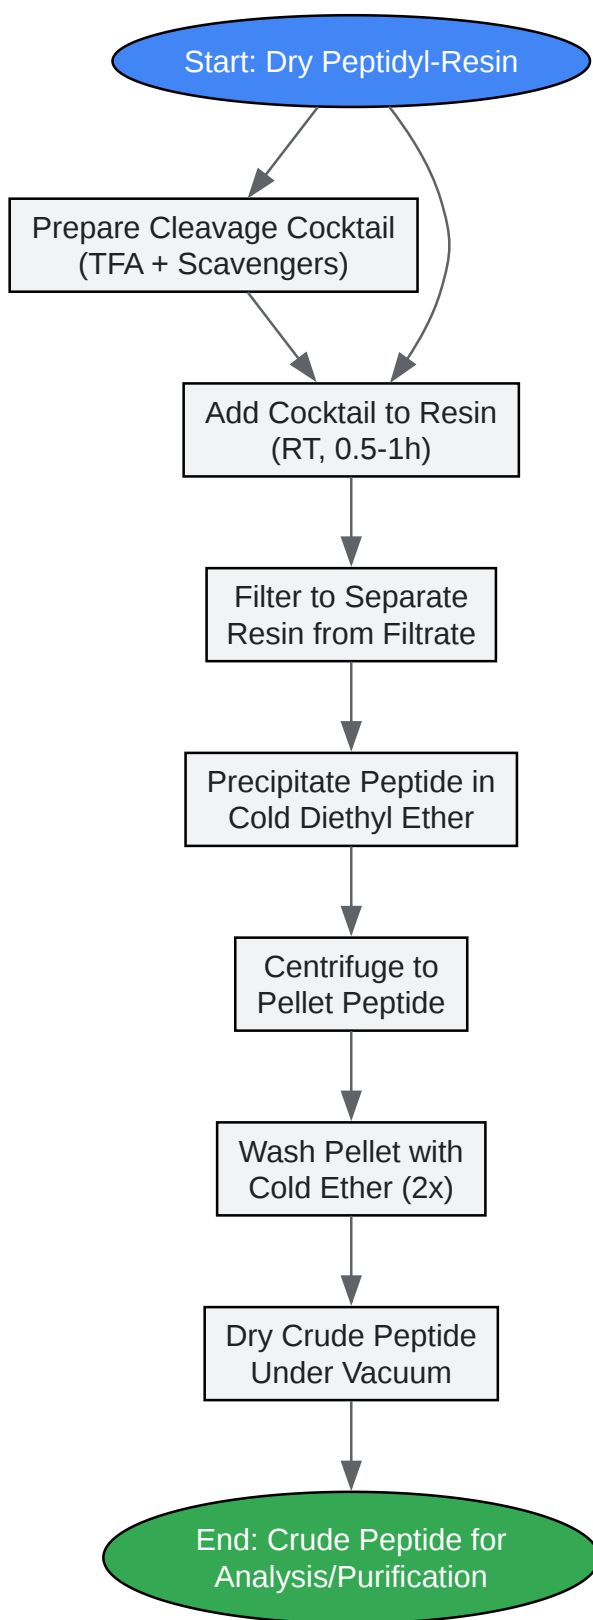 Start: Dry Peptidyl-Resin
Prepare Cleavage Cocktail
(TFA + Scavengers)
Add Cocktail to Resin
(RT, 0.5-1h)
Filter to Separate
Resin from Filtrate
Precipitate Peptide in
Cold Diethyl Ether
Centrifuge to
Pellet Peptide
Wash Pellet with
Cold Ether (2x)
Dry Crude Peptide
Under Vacuum
End: Crude Peptide for
Analysis/Purification